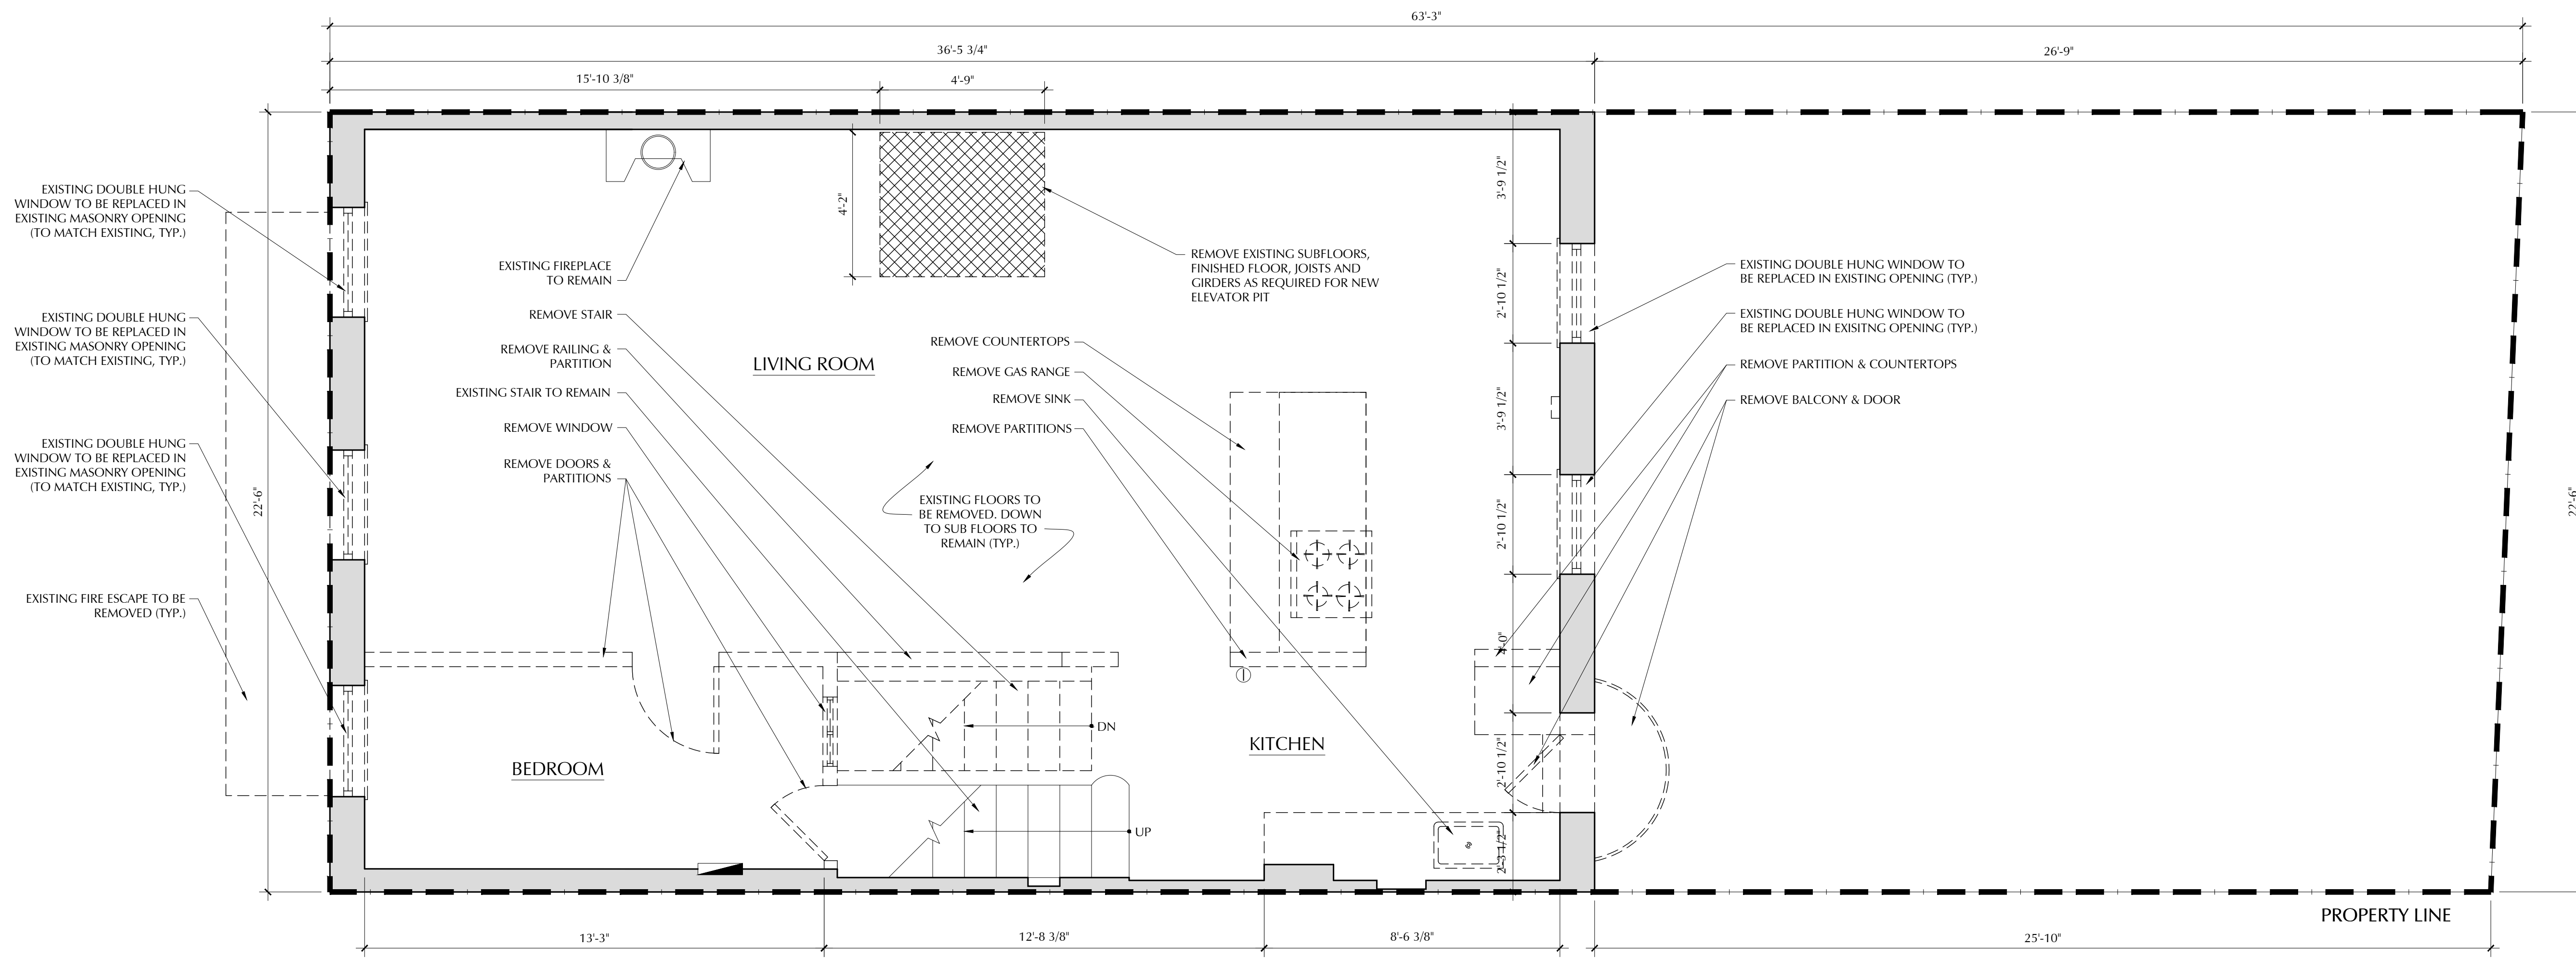 63'-3"
36'-5 3/4"
26'-9"
15'-10 3/8"
4'-9"
EXISTING DOUBLE HUNG
WINDOW TO BE REPLACED IN
EXISTING MASONRY OPENING
(TO MATCH EXISTING, TYP.)
EXISTING DOUBLE HUNG
WINDOW TO BE REPLACED IN
EXISTING MASONRY OPENING
(TO MATCH EXISTING, TYP.)
EXISTING DOUBLE HUNG
WINDOW TO BE REPLACED IN
EXISTING MASONRY OPENING
(TO MATCH EXISTING, TYP.)
EXISTING FIRE ESCAPE TO BE
REMOVED (TYP.)
22'-6"
EXISTING FIREPLACE
TO REMAIN
REMOVE STAIR
REMOVE RAILING &
PARTITION
EXISTING STAIR TO REMAIN
REMOVE WINDOW
REMOVE DOORS &
PARTITIONS
4'-2"
LIVING ROOM
REMOVE EXISTING SUBFLOORS,
FINISHED FLOOR, JOISTS AND
GIRDERS AS REQUIRED FOR NEW
ELEVATOR PIT
REMOVE COUNTERTOPS
REMOVE GAS RANGE
REMOVE SINK
REMOVE PARTITIONS
EXISTING FLOORS TO
BE REMOVED. DOWN
TO SUB FLOORS TO
REMAIN (TYP.)
3'-9 1/2"
2'-10 1/2"
3'-9 1/2"
2'-10 1/2"
2'-10 1/2"
2'-3 1/2"
EXISTING DOUBLE HUNG WINDOW TO
BE REPLACED IN EXISTING OPENING (TYP.)
EXISTING DOUBLE HUNG WINDOW TO
BE REPLACED IN EXISITNG OPENING (TYP.)
REMOVE PARTITION & COUNTERTOPS
REMOVE BALCONY & DOOR
22'-6"
DN
UP
KITCHEN
BEDROOM
PROPERTY LINE
13'-3"
12'-8 3/8"
8'-6 3/8"
25'-10"